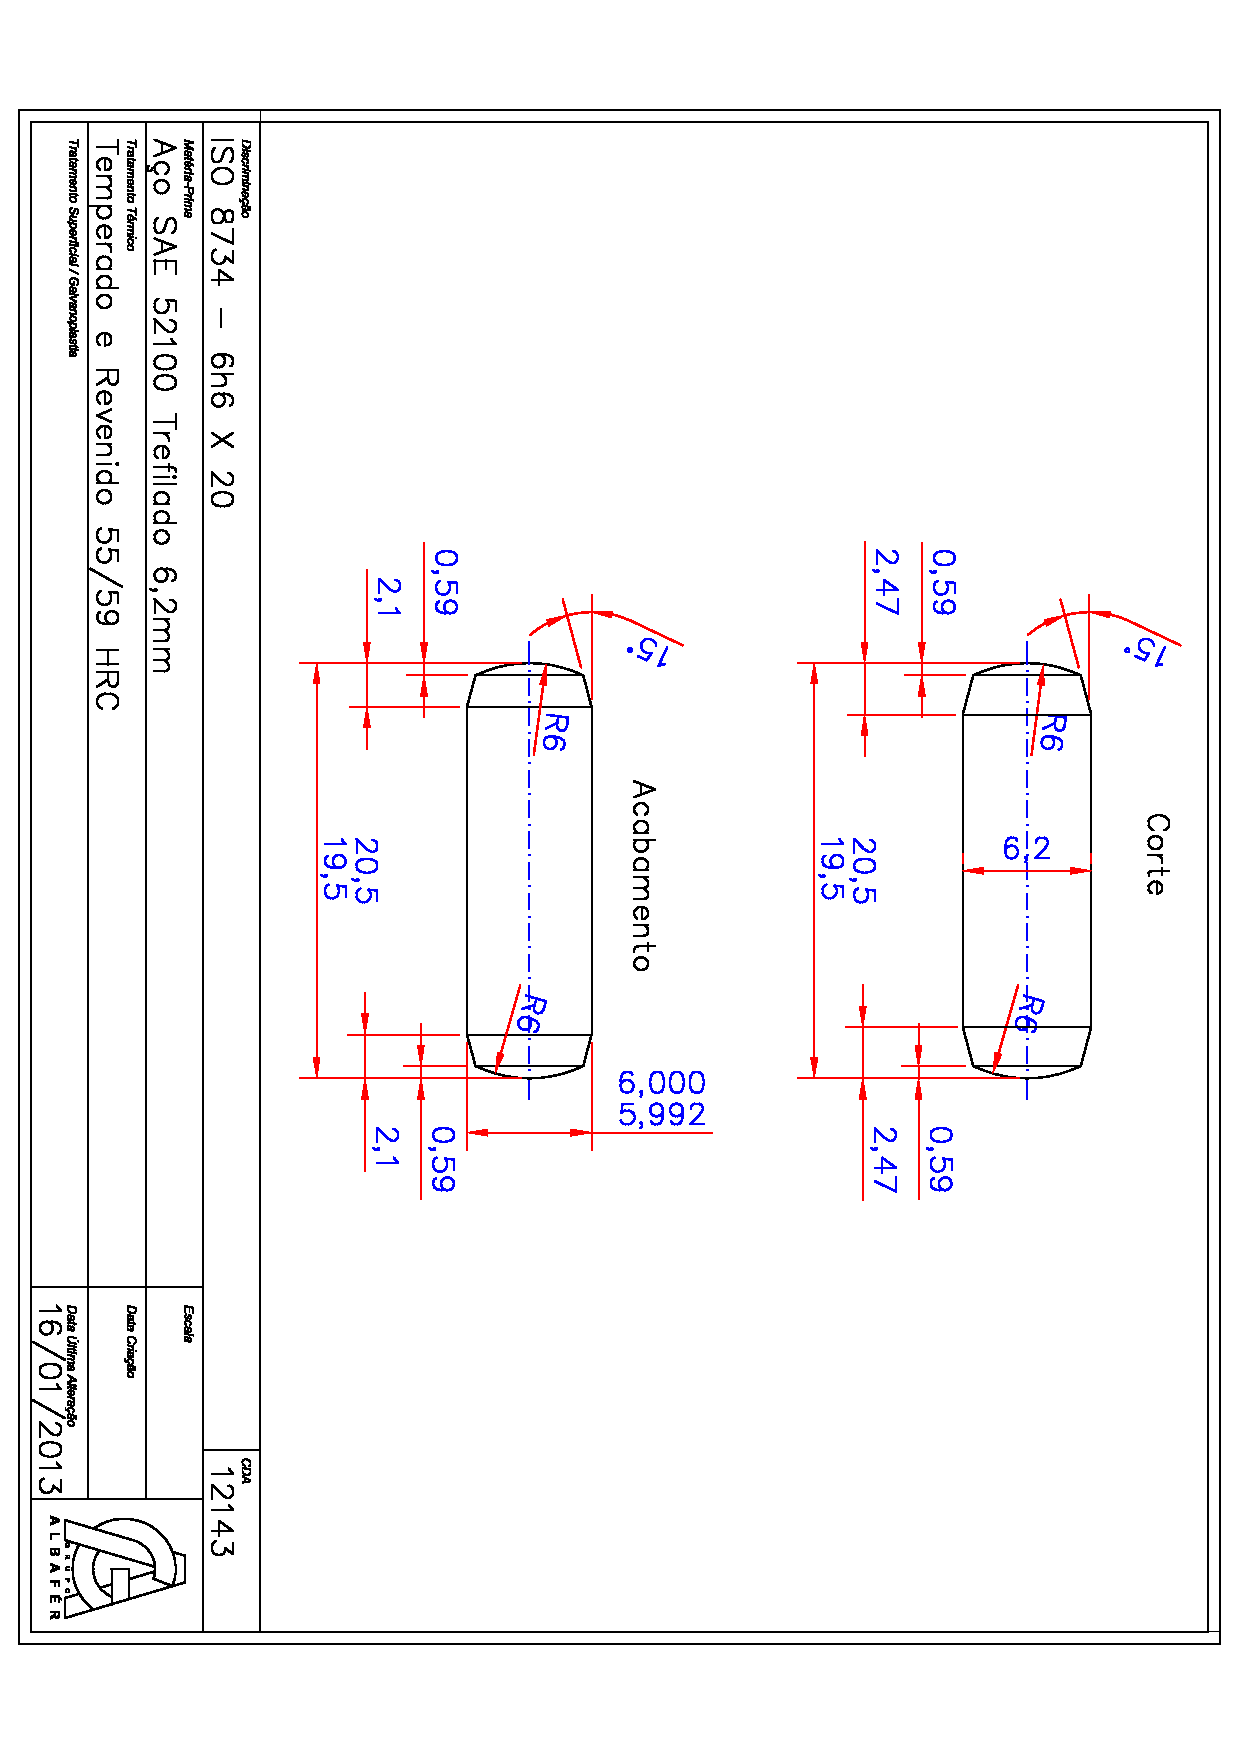 Corte
15°
15°
R6
R6
6,2
0,59
2,47
20,5
19,5
0,59
2,47
Acabamento
15°
R6
R6
6,000
5,992
0,59
2,1
20,5
19,5
0,59
2,1
Discriminação
ISO 8734 - 6h6 X 20
CDA
12143
Matéria-Prima
Aço SAE 52100 Trefilado 6,2mm
Escala
Tratamento Térmico
Temperado e Revenido 55/59 HRC
Data Criação
Tratamento Superficial / Galvanoplastia
Data Última Alteração
16/01/2013
GRUPO
ALBAFÉR